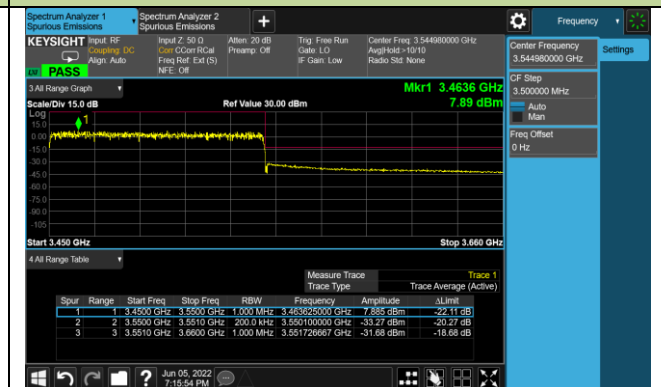 Spectrum Analyzer 1
Spurious Emissions
Spectrum Analyzer 2
Spurious Emissions
+
Frequency
KEYSIGHT
Input: RF
Coupling: DC
Align: Auto
Input Z: 50 Ω
Corr CCorr RCal
Freq Ref: Ext (S)
NFE: Off
Atten: 20 dB
Preamp: Off
Trig: Free Run
Gate: LO
IF Gain: Low
Center Freq: 3.544980000 GHz
Avg|Hold:>10/10
Radio Std: None
PASS
Center Frequency
3.544980000 GHz
Settings
CF Step
3.500000 MHz
Auto
Man
Freq Offset
0 Hz
3 All Range Graph
Mkr1 3.4636 GHz
Scale/Div 15.0 dB
Ref Value 30.00 dBm
7.89 dBm
Log
15.0
0.00
-15.0
-30.0
-45.0
-60.0
-75.0
-90.0
-105
1
Start 3.450 GHz
Stop 3.660 GHz
4 All Range Table
Measure Trace Trace 1
Trace Type Trace Average (Active)
Spur Range Start Freq Stop Freq RBW Frequency Amplitude ΔLimit
1 1 3.4500 GHz 3.5500 GHz 1.000 MHz 3.463625000 GHz 7.885 dBm -22.11 dB
2 2 3.5500 GHz 3.5510 GHz 200.0 kHz 3.550100000 GHz -33.27 dBm -20.27 dB
3 3 3.5510 GHz 3.6600 GHz 1.000 MHz 3.551726667 GHz -31.68 dBm -18.68 dB
?
Jun 05, 2022
7:15:54 PM